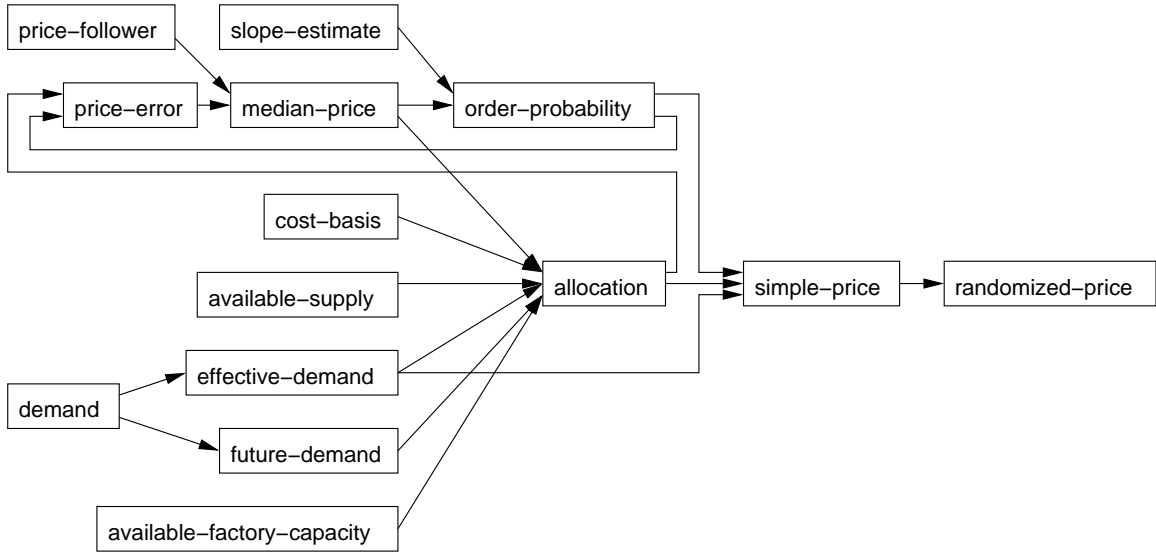 price−follower
slope−estimate
price−error
median−price
order−probability
cost−basis
available−supply
allocation
simple−price
randomized−price
effective−demand
demand
future−demand
available−factory−capacity